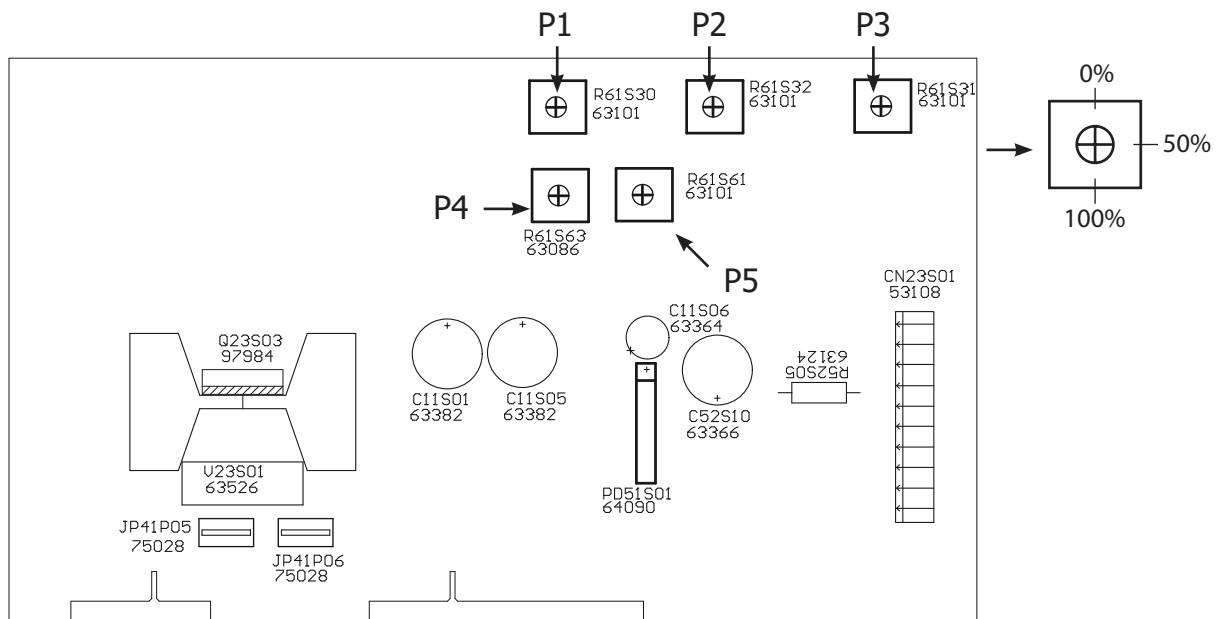 P1
P2
P3
R61S30
63101
R61S32
63101
R61S31
63101
0%
50%
100%
P4
R61S63
63086
R61S61
63101
P5
CN23S01
53108
Q23S03
97984
C11S01
63382
C11S05
63382
C11S06
63364
C52S10
63366
R52S05
63124
V23S01
63526
PD51S01
64090
JP41P05
75028
JP41P06
75028